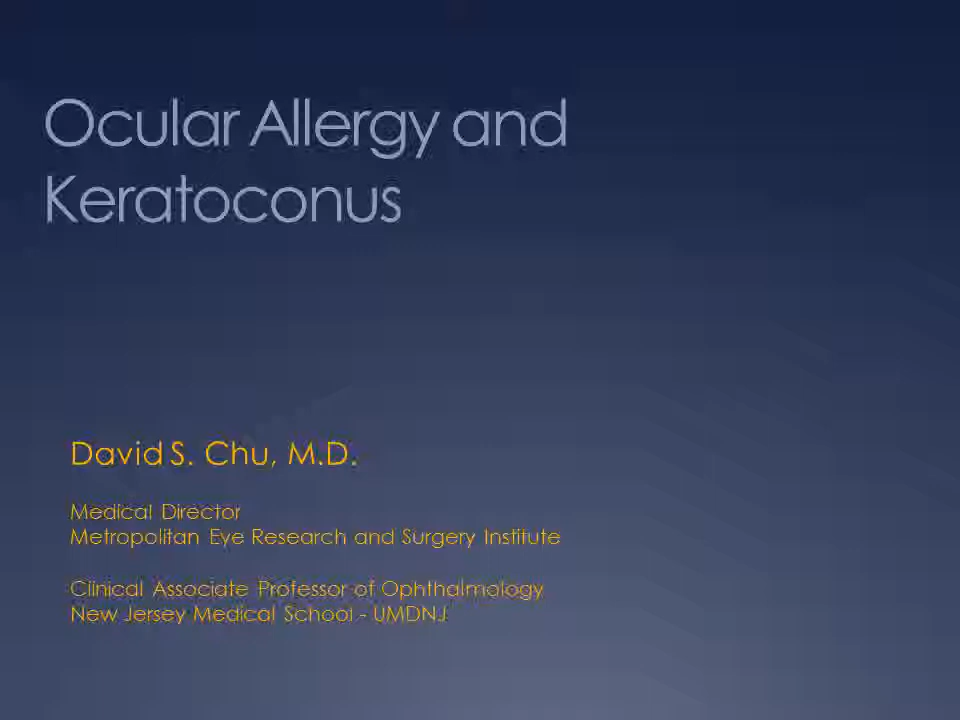 Ocular Allergy and
Keratoconus
David S. Chu, M.D.
Medical Director
Metropolitan Eye Research and Surgery Institute
Clinical Associate Professor of Ophthalmology
New Jersey Medical School - UMDNJ